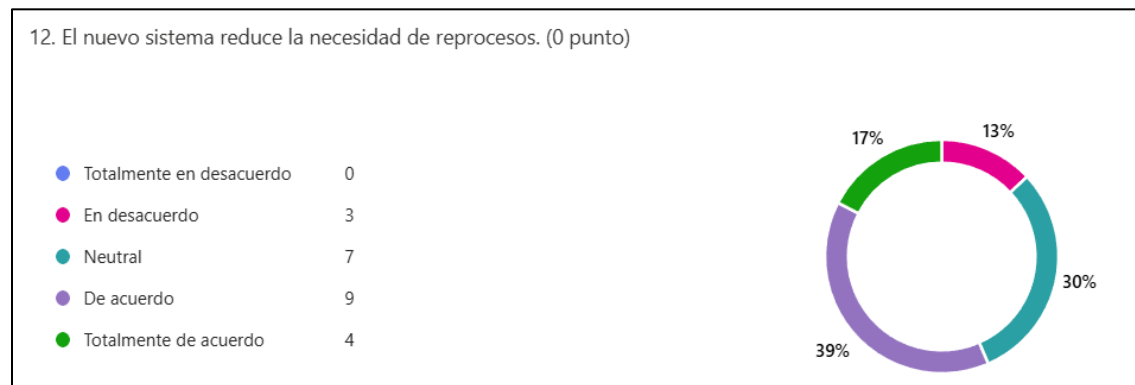 12. El nuevo sistema reduce la necesidad de reprocesos. (0 punto)
Totalmente en desacuerdo 0
En desacuerdo 3
Neutral 7
De acuerdo 9
Totalmente de acuerdo 4
17%
13%
30%
39%